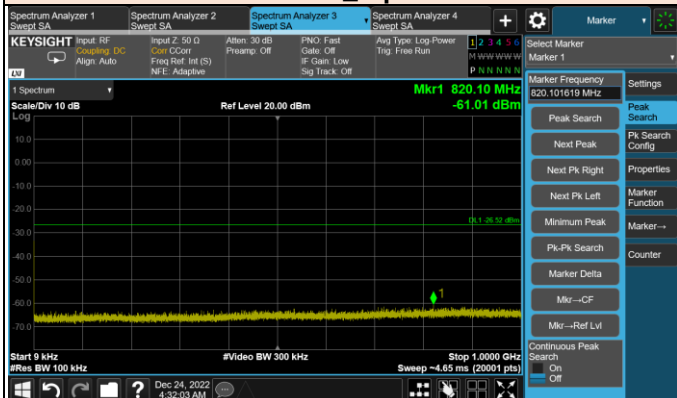 Spectrum Analyzer 1
Swept SA
Spectrum Analyzer 2
Swept SA
Spectrum Analyzer 3
Swept SA
Spectrum Analyzer 4
Swept SA
+
Marker
KEYSIGHT
Input: RF
Coupling: DC
Align: Auto
Input Z: 50 Ω
Corr CCorr
Freq Ref: Int (S)
NFE: Adaptive
Atten: 30 dB
Preamp: Off
PNO: Fast
Gate: Off
IF Gain: Low
Sig Track: Off
Avg Type: Log-Power
Trig: Free Run
1 2 3 4 5 6
M W W W W W
P N N N N N
LXI
Select Marker
Marker 1
1 Spectrum
Mkr1 820.10 MHz
-61.01 dBm
Scale/Div 10 dB
Ref Level 20.00 dBm
Log
10.0
0.00
-10.0
-20.0
-30.0
-40.0
-50.0
-60.0
-70.0
DL1 -26.52 dBm
1
Start 9 kHz
#Video BW 300 kHz
Stop 1.0000 GHz
#Res BW 100 kHz
Sweep ~4.65 ms (20001 pts)
Marker Frequency
820.101619 MHz
Peak Search
Next Peak
Next Pk Right
Next Pk Left
Minimum Peak
Pk-Pk Search
Marker Delta
Mkr→CF
Mkr→Ref Lvl
Continuous Peak
Search
On
Off
Settings
Peak
Search
Pk Search
Config
Properties
Marker
Function
Marker→
Counter
Dec 24, 2022
4:32:03 AM